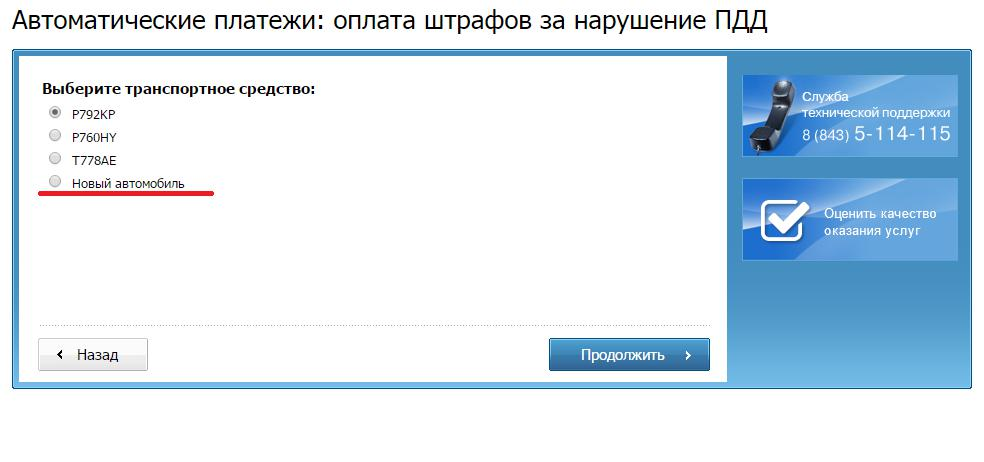 Автоматические платежи: оплата штрафов за нарушение ПДД
Выберите транспортное средство:
Р792КР
Р760НУ
Т778АЕ
Новый автомобиль
Назад
Продолжить
Служба
технической поддержки
8 (843) 5-114-115
Оценить качество
оказания услуг